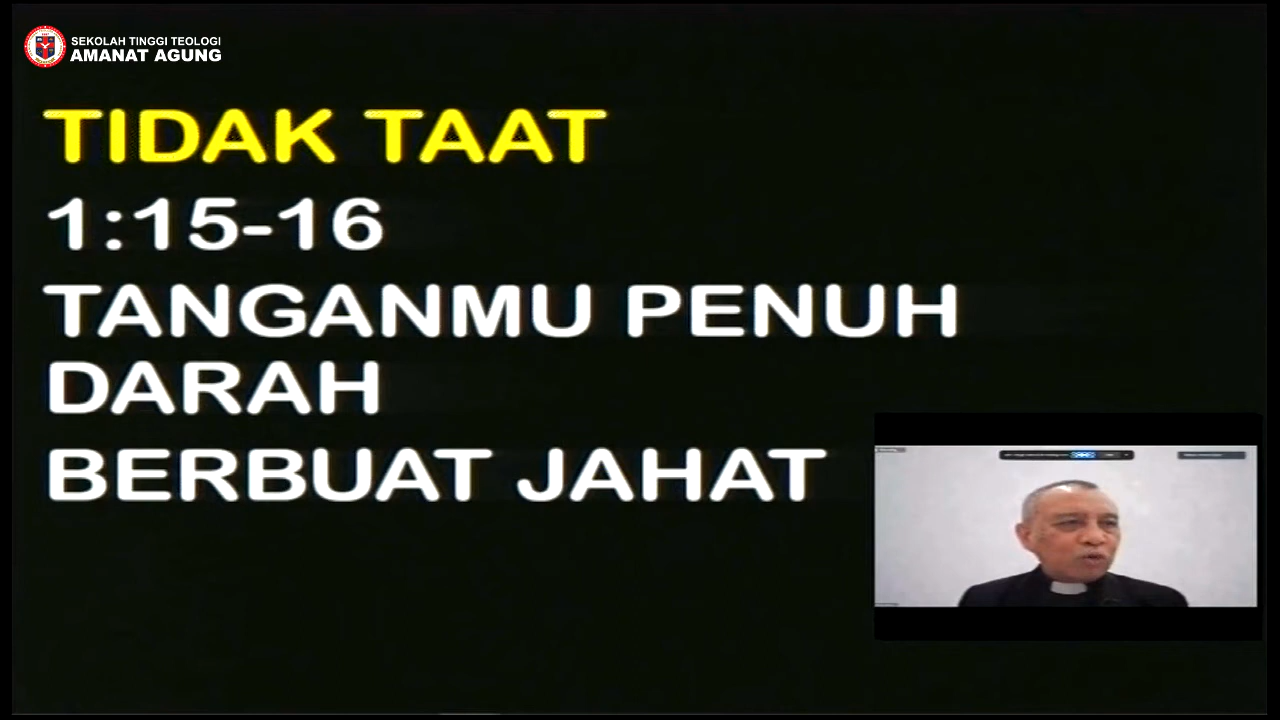 SEKOLAH TINGGI TEOLOGI
AMANAT AGUNG
TIDAK TAAT
1:15-16
TANGANMU PENUH
DARAH
BERBUAT JAHAT